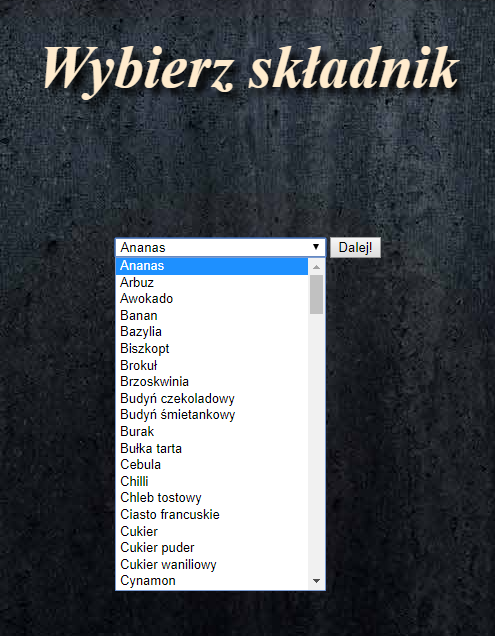 Wybierz składnik
Ananas Dalej!
Ananas
Arbuz
Awokado
Banan
Bazylia
Biszkopt
Brokuł
Brzoskwinia
Budyń czekoladowy
Budyń śmietankowy
Burak
Bułka tarta
Cebula
Chilli
Chleb tostowy
Ciasto francuskie
Cukier
Cukier puder
Cukier waniliowy
Cynamon